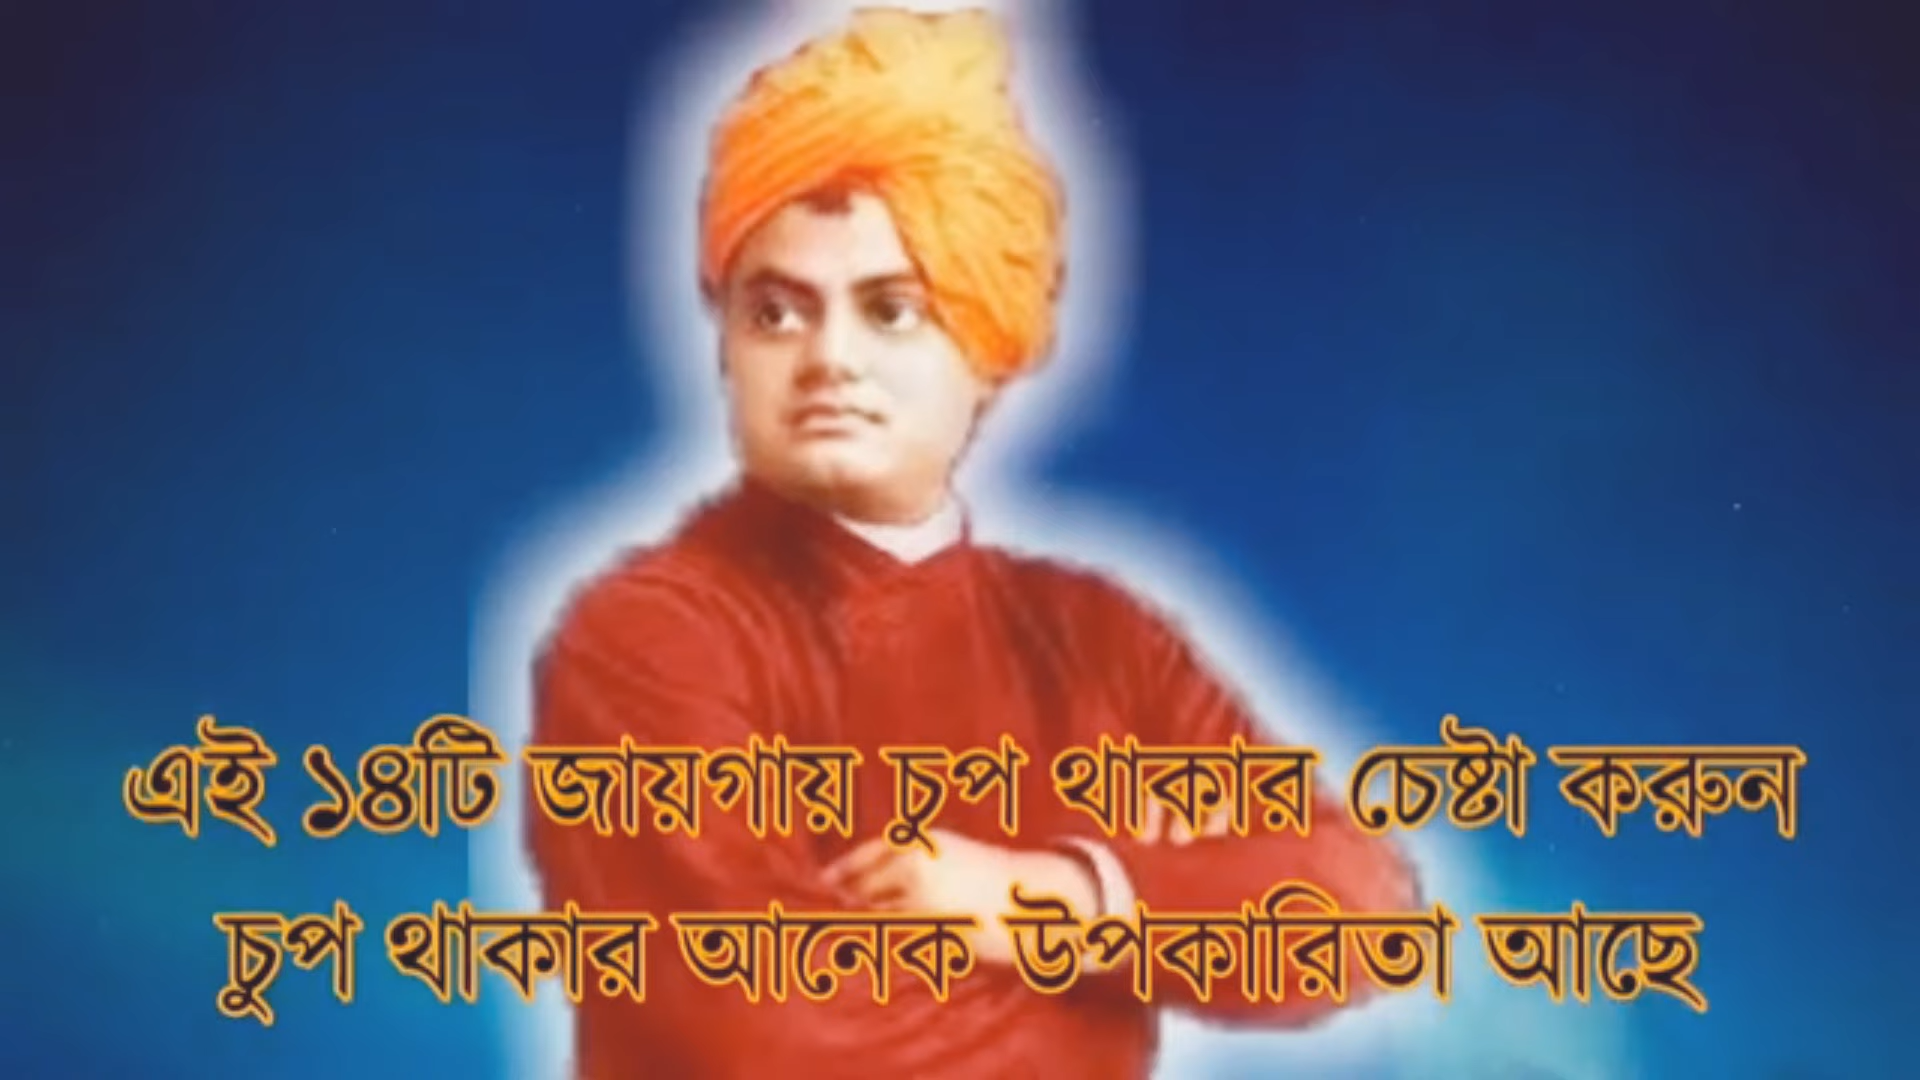 এই ১৪টি জায়গায় চুপ থাকার চেষ্টা করুন
চুপ থাকার আনেক উপকারিতা আছে